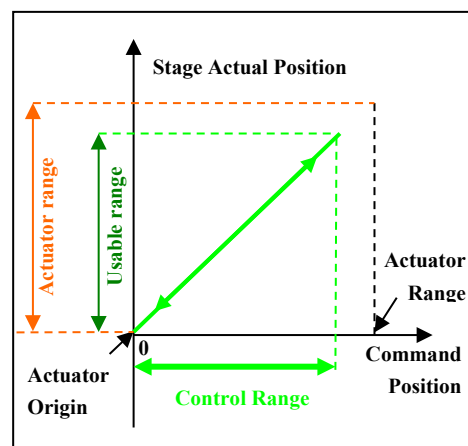 Stage Actual Position
Actuator range
Usable range
Actuator
Range
0
Command
Position
Actuator
Origin
Control Range